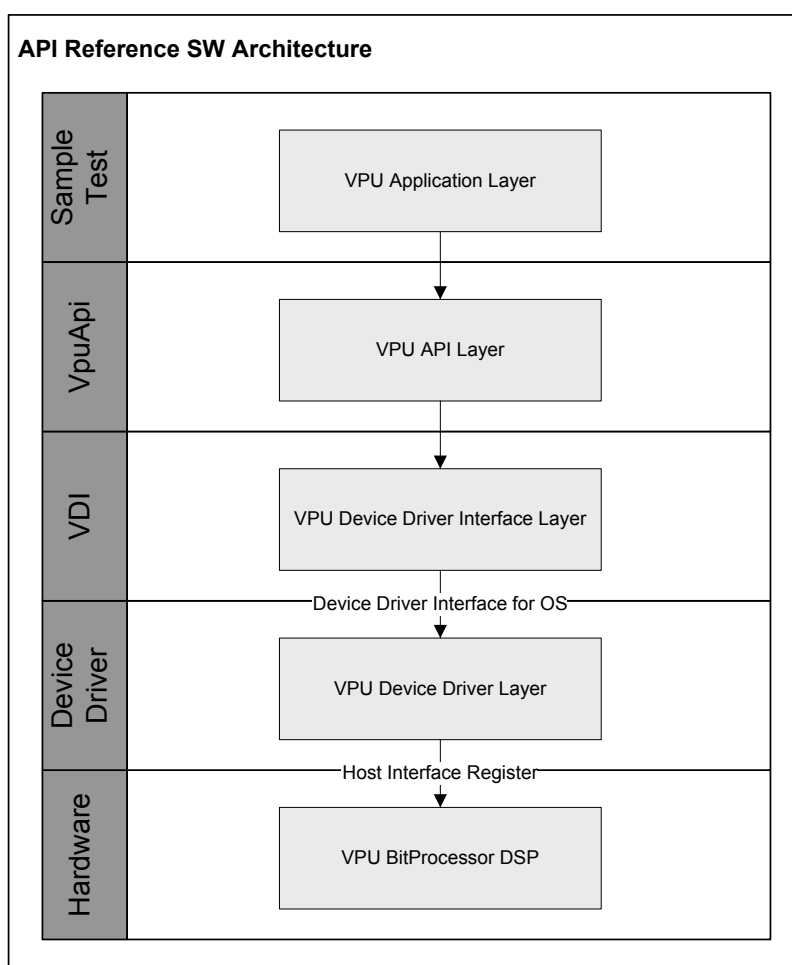 API Reference SW Architecture
Sample
Test
VPU Application Layer
VpuApi
VPU API Layer
VDI
VPU Device Driver Interface Layer
Device Driver Interface for OS
Device
Driver
VPU Device Driver Layer
Host Interface Register
Hardware
VPU BitProcessor DSP